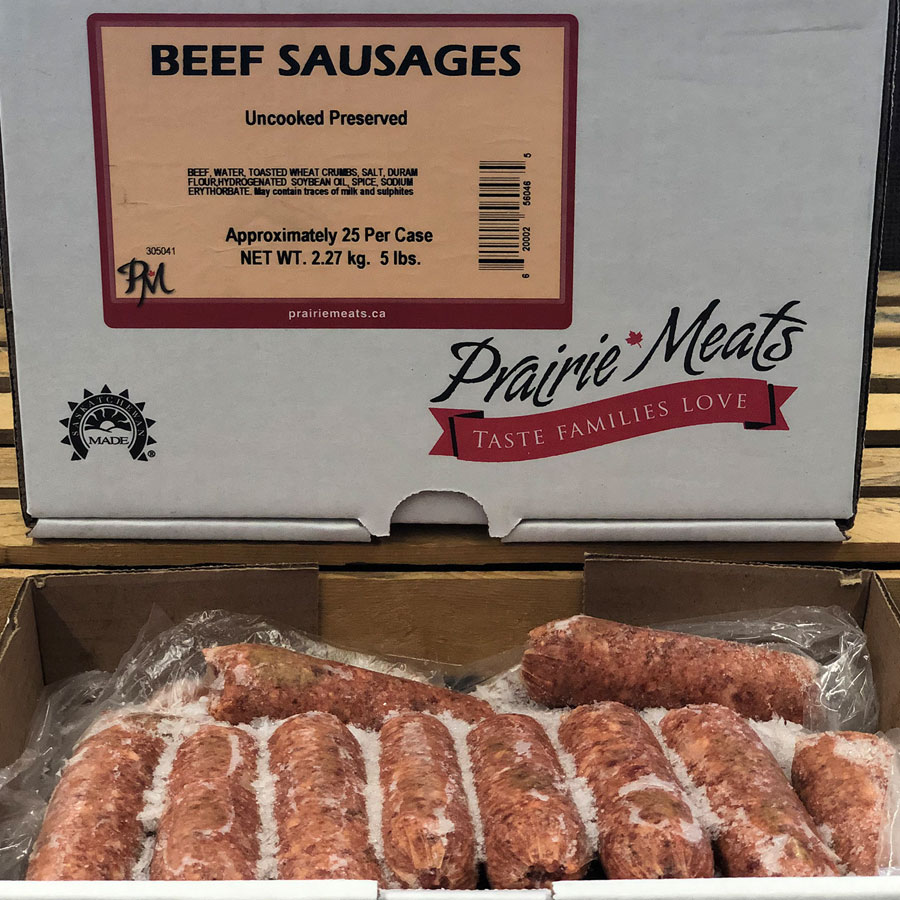 BEEF SAUSAGES
Uncooked Preserved
BEEF, WATER, TOASTED WHEAT CRUMBS, SALT, DURAM
FLOUR,HYDROGENATED SOYBEAN OIL, SPICE, SODIUM
ERYTHORBATE. May contain traces of milk and sulphites
Approximately 25 Per Case
NET WT. 2.27 kg. 5 lbs.
305041
PM
prairiemeats.ca
6 20002 56046 5
Prairie Meats
TASTE FAMILIES LOVE
SASKATCHEWAN
MADE
®